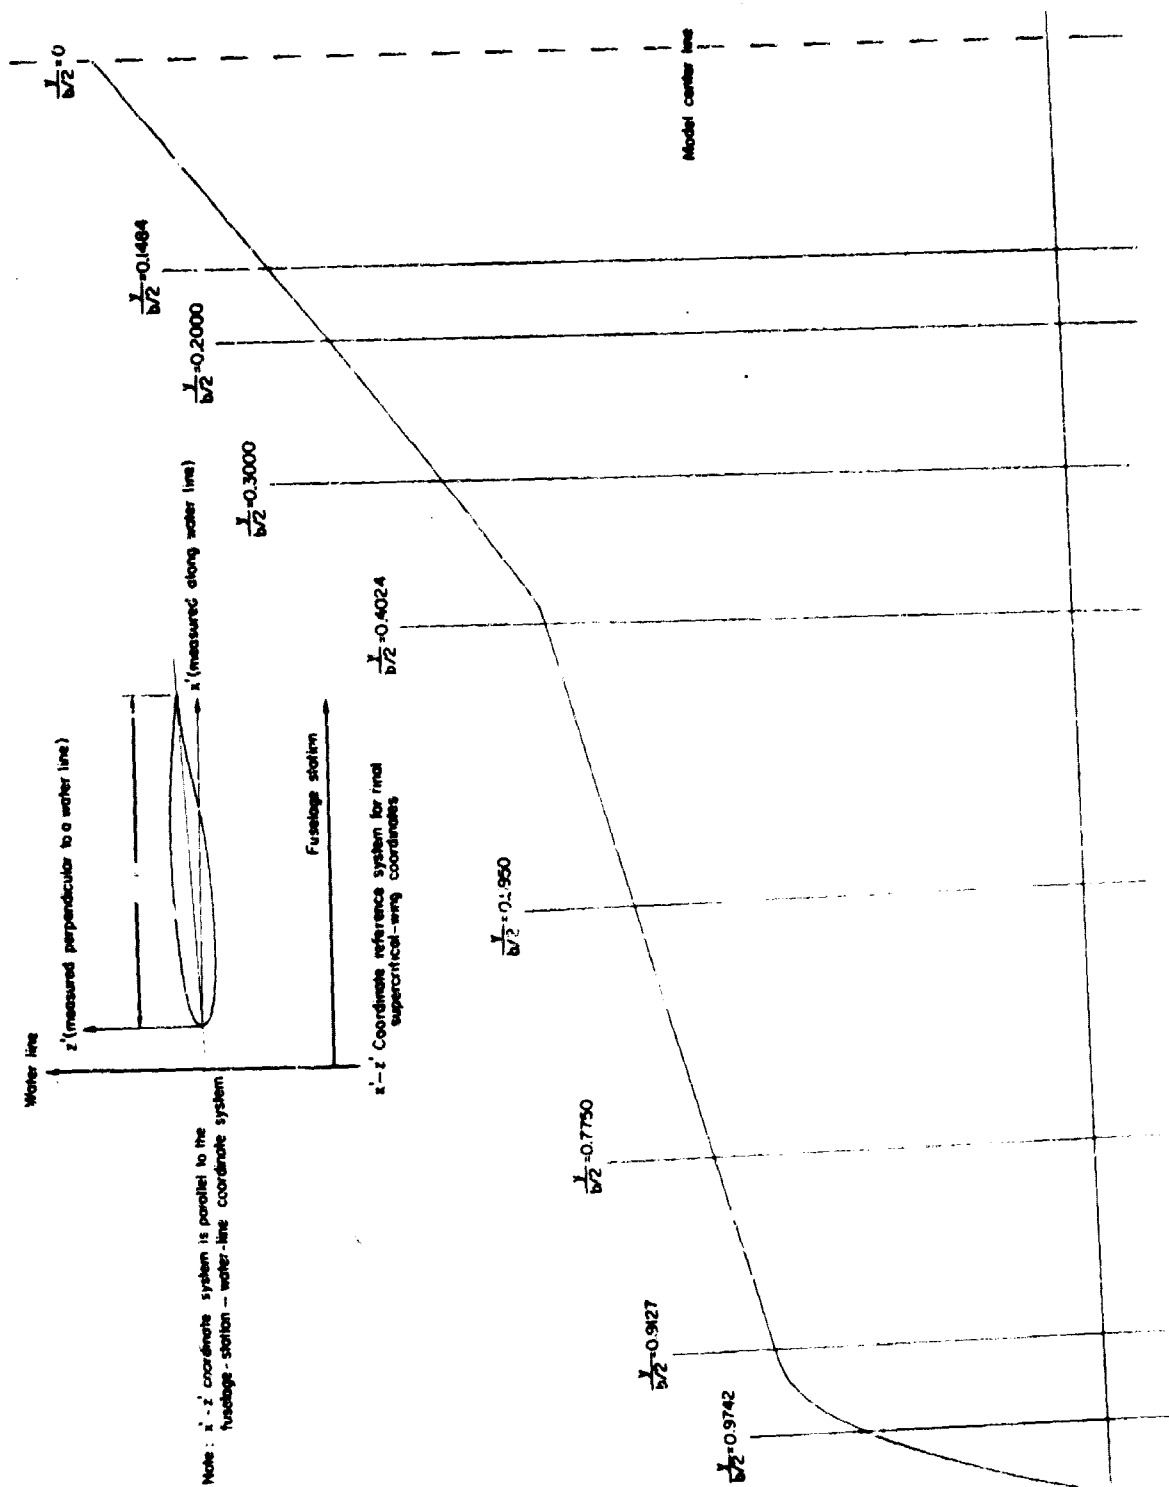 Water line
z' (measured perpendicular to a water line)
x' (measured along water line)
Fuselage station
x'-z' Coordinate reference system for final
supercritical-wing coordinates
Note: x'-z' coordinate system is parallel to the
fuselage-station – water-line coordinate system
y/b/2 =0
y/b/2 =0.1484
y/b/2 =0.2000
y/b/2 =0.3000
y/b/2 =0.4024
y/b/2 =0.7750
y/b/2 =0.9127
y/b/2 =0.9742
Model center line